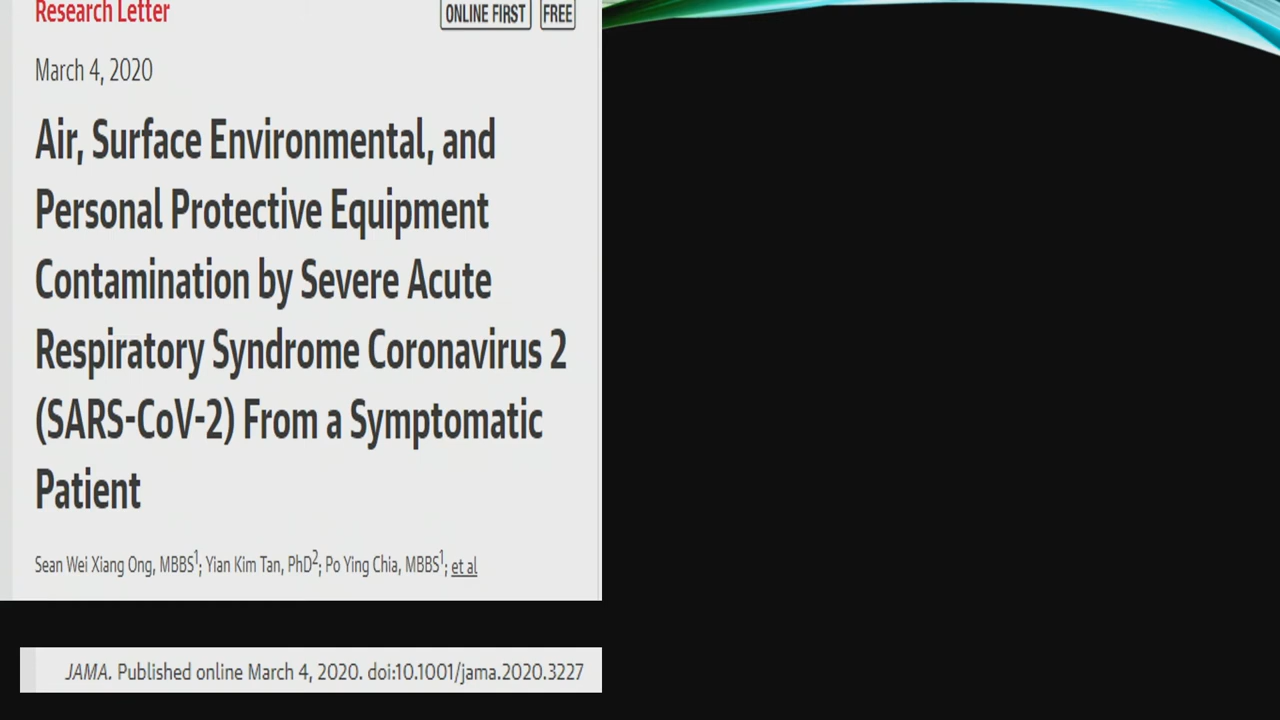 Research Letter
ONLINE FIRST FREE
March 4, 2020
Air, Surface Environmental, and
Personal Protective Equipment
Contamination by Severe Acute
Respiratory Syndrome Coronavirus 2
(SARS-CoV-2) From a Symptomatic
Patient
Sean Wei Xiang Ong, MBBS1; Yian Kim Tan, PhD2; Po Ying Chia, MBBS1; et al
JAMA. Published online March 4, 2020. doi:10.1001/jama.2020.3227